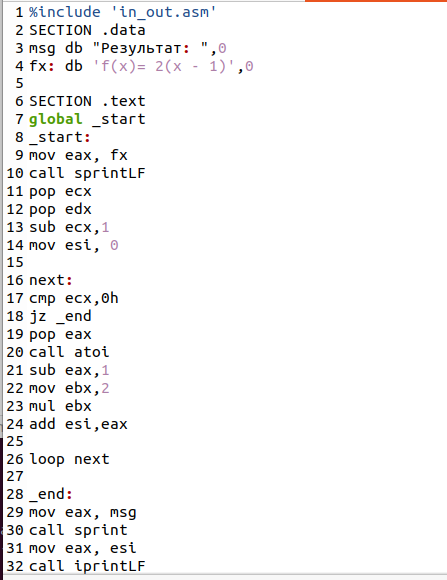 1 %include 'in_out.asm'
2 SECTION .data
3 msg db "Результат: ",0
4 fx: db 'f(x)= 2(x - 1)',0
5
6 SECTION .text
7 global _start
8 _start:
9 mov eax, fx
10 call sprintLF
11 pop ecx
12 pop edx
13 sub ecx,1
14 mov esi, 0
15
16 next:
17 cmp ecx,0h
18 jz _end
19 pop eax
20 call atoi
21 sub eax,1
22 mov ebx,2
23 mul ebx
24 add esi,eax
25
26 loop next
27
28 _end:
29 mov eax, msg
30 call sprint
31 mov eax, esi
32 call iprintLF